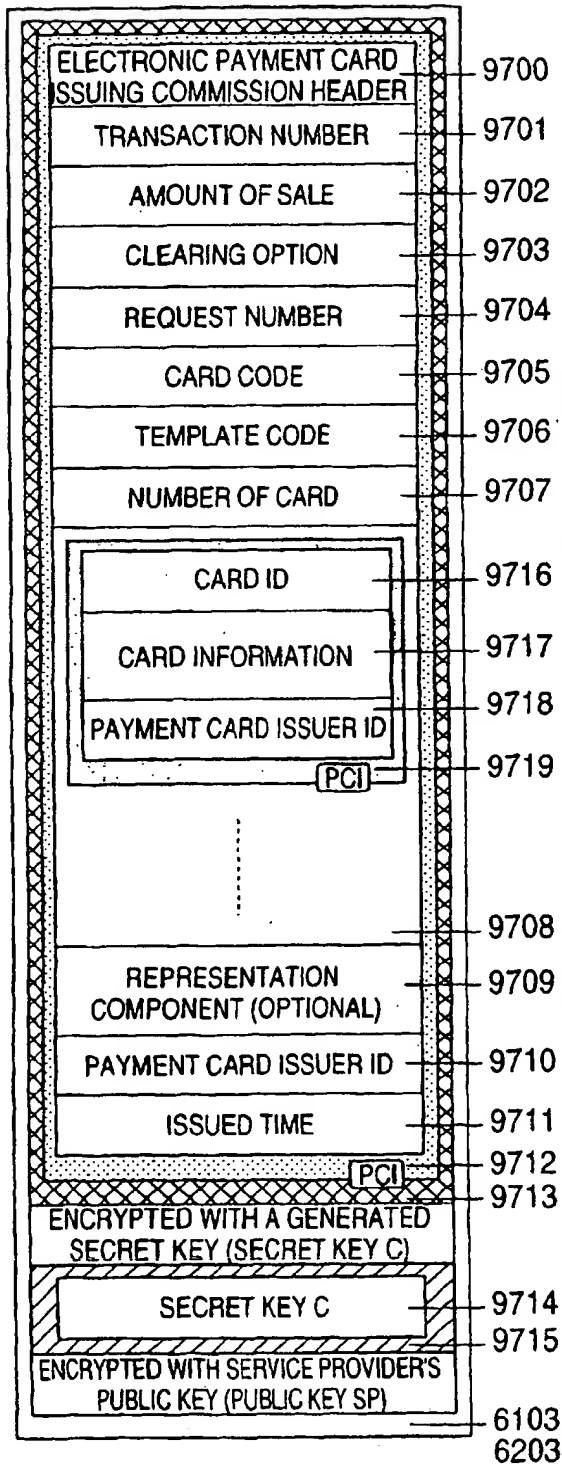 ELECTRONIC PAYMENT CARD
ISSUING COMMISSION HEADER
9700
TRANSACTION NUMBER
9701
AMOUNT OF SALE
9702
CLEARING OPTION
9703
REQUEST NUMBER
9704
CARD CODE
9705
TEMPLATE CODE
9706
NUMBER OF CARD
9707
CARD ID
9716
CARD INFORMATION
9717
9718
PAYMENT CARD ISSUER ID
PCI
9719
9708
REPRESENTATION
COMPONENT (OPTIONAL)
9709
PAYMENT CARD ISSUER ID
9710
ISSUED TIME
9711
PCI
9712
9713
ENCRYPTED WITH A GENERATED
SECRET KEY (SECRET KEY C)
SECRET KEY C
9714
9715
ENCRYPTED WITH SERVICE PROVIDER'S
PUBLIC KEY (PUBLIC KEY SP)
6103
6203